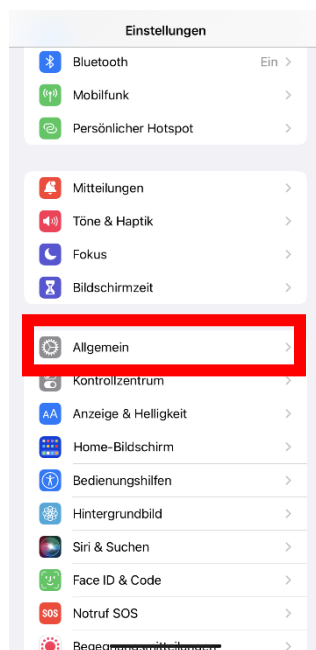 Einstellungen
Bluetooth Ein
Mobilfunk
Persönlicher Hotspot
Mitteilungen
Töne & Haptik
Fokus
Bildschirmzeit
Allgemein
Kontrollzentrum
AA Anzeige & Helligkeit
Home-Bildschirm
Bedienungshilfen
Hintergrundbild
Siri & Suchen
Face ID & Code
SOS Notruf SOS